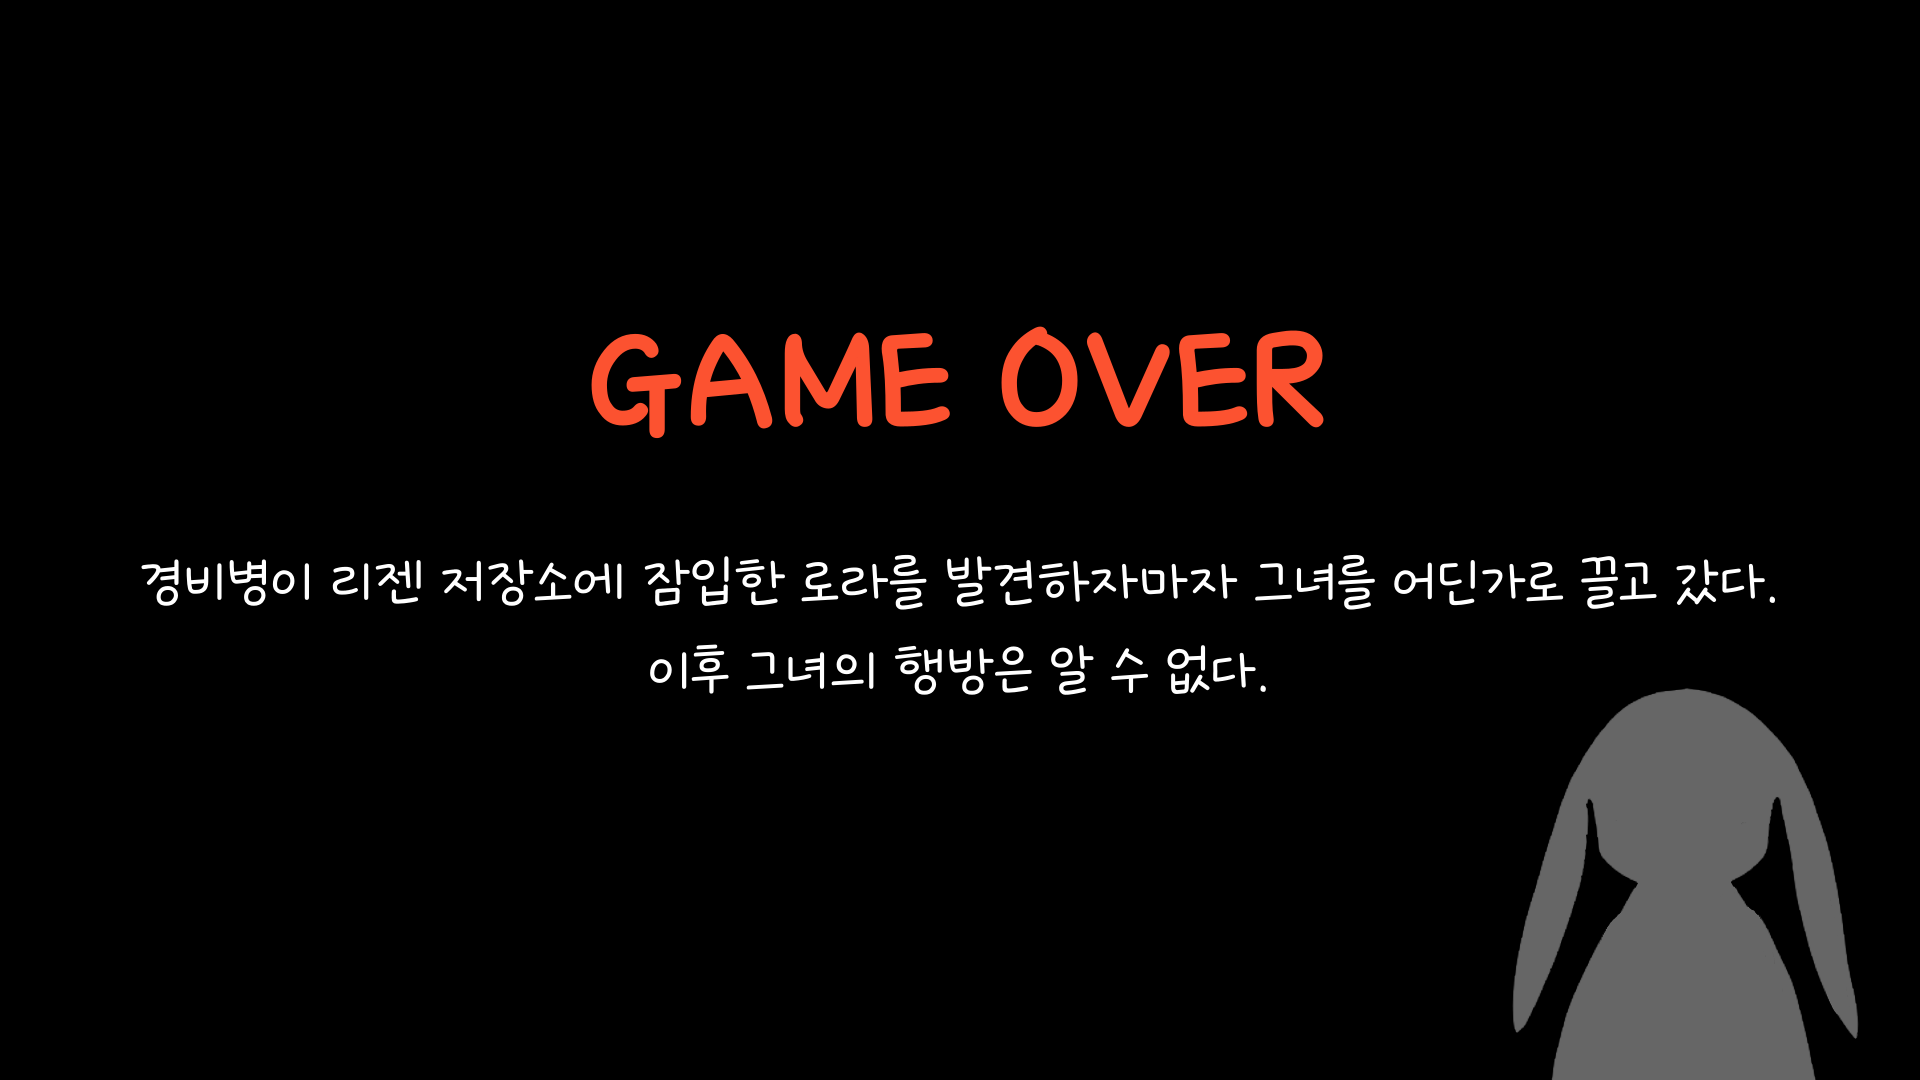 GAME OVER
경비병이 리젠 저장소에 잠입한 로라를 발견하자마자 그녀를 어딘가로 끌고 갔다.
이후 그녀의 행방은 알 수 없다.